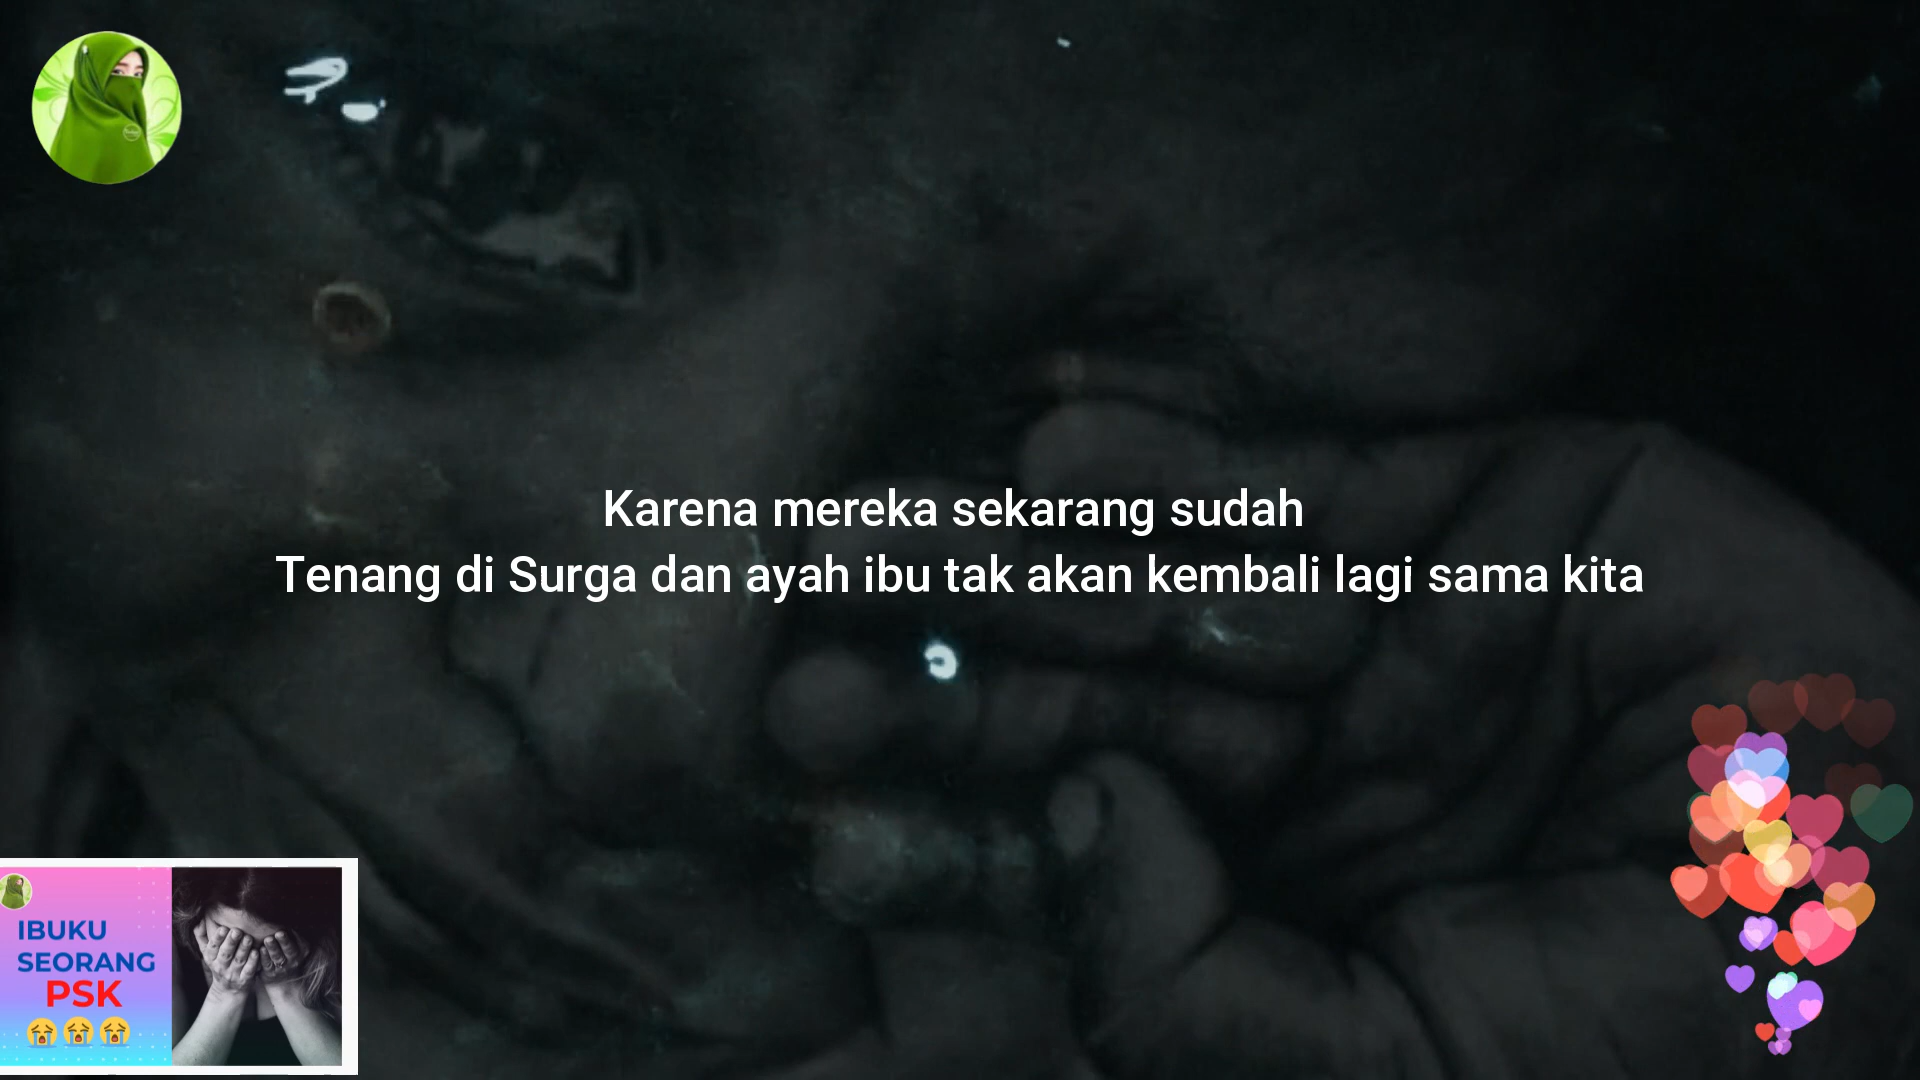 Karena mereka sekarang sudah
Tenang di Surga dan ayah ibu tak akan kembali lagi sama kita
IBUKU
SEORANG
PSK